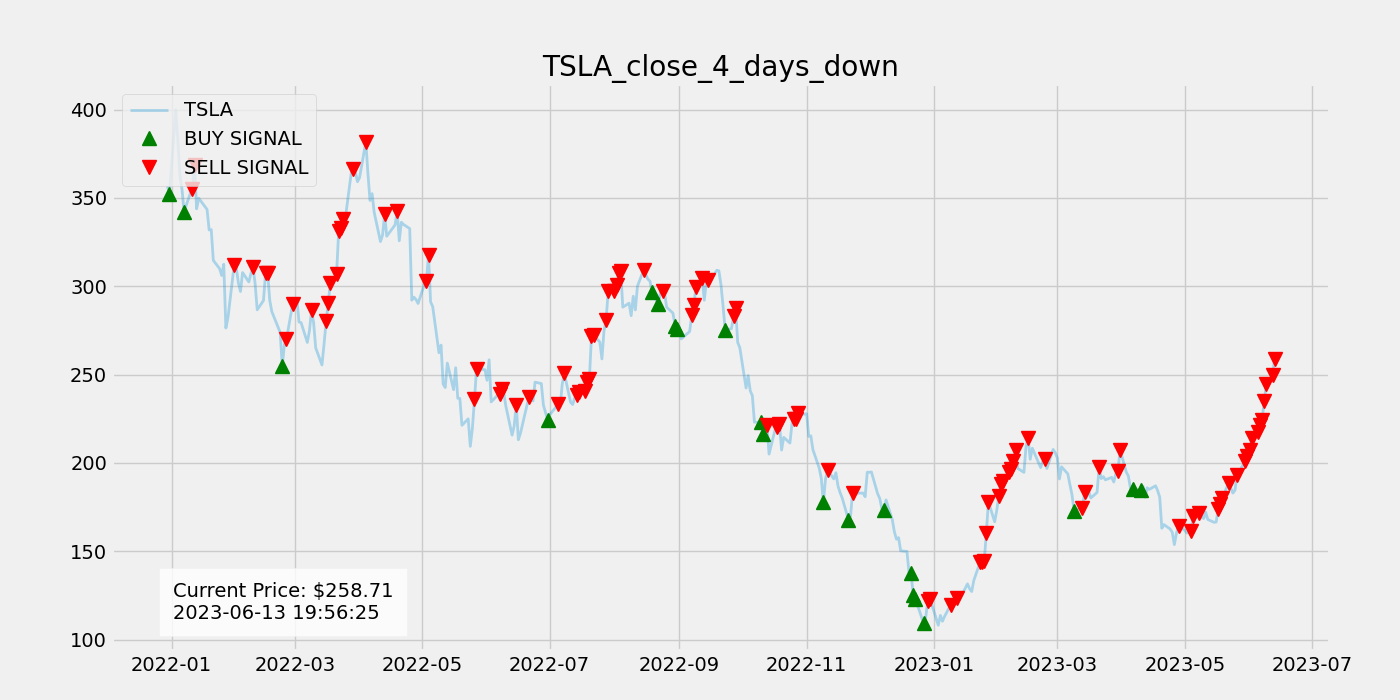 TSLA_close_4_days_down
400
350
300
250
200
150
100
TSLA
BUY SIGNAL
SELL SIGNAL
Current Price: $258.71
2023-06-13 19:56:25
2022-01 2022-03 2022-05 2022-07 2022-09 2022-11 2023-01 2023-03 2023-05 2023-07